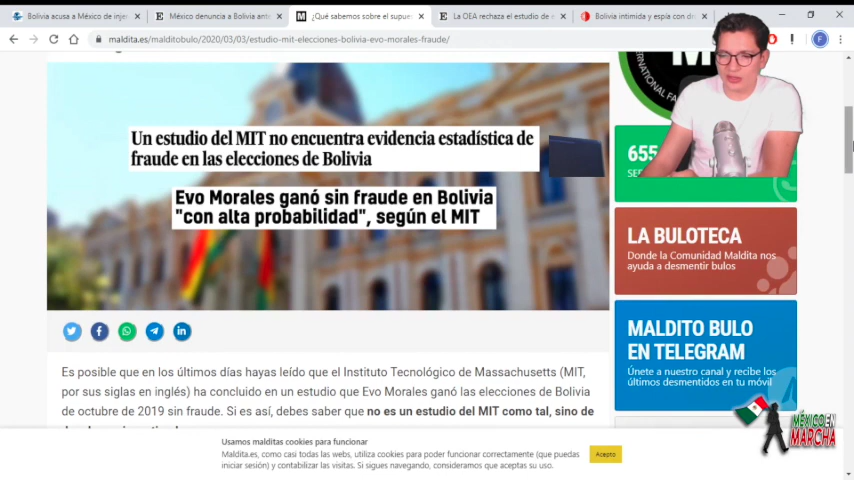 Bolivia acusa a México de injer
México denuncia a Bolivia ante
¿Qué sabemos sobre el supues
La OEA rechaza el estudio de e
Bolivia intimida y espía con dr
maldita.es/malditobulo/2020/03/03/estudio-mit-elecciones-bolivia-evo-morales-fraude/
Un estudio del MIT no encuentra evidencia estadística de
fraude en las elecciones de Bolivia
Evo Morales ganó sin fraude en Bolivia
"con alta probabilidad", según el MIT
Es posible que en los últimos días hayas leído que el Instituto Tecnológico de Massachusetts (MIT,
por sus siglas en inglés) ha concluido en un estudio que Evo Morales ganó las elecciones de Bolivia
de octubre de 2019 sin fraude. Si es así, debes saber que no es un estudio del MIT como tal, sino de
655
LA BULOTECA
Donde la Comunidad Maldita nos
ayuda a desmentir bulos
MALDITO BULO
EN TELEGRAM
Únete a nuestro canal y recibe los
últimos desmentidos en tu móvil
MÉXICO EN
MARCHA
Usamos malditas cookies para funcionar
Maldita.es, como casi todas las webs, utiliza cookies para poder funcionar correctamente (que puedas
iniciar sesión) y contabilizar las visitas. Si sigues navegando, consideramos que aceptas su uso.
Acepto